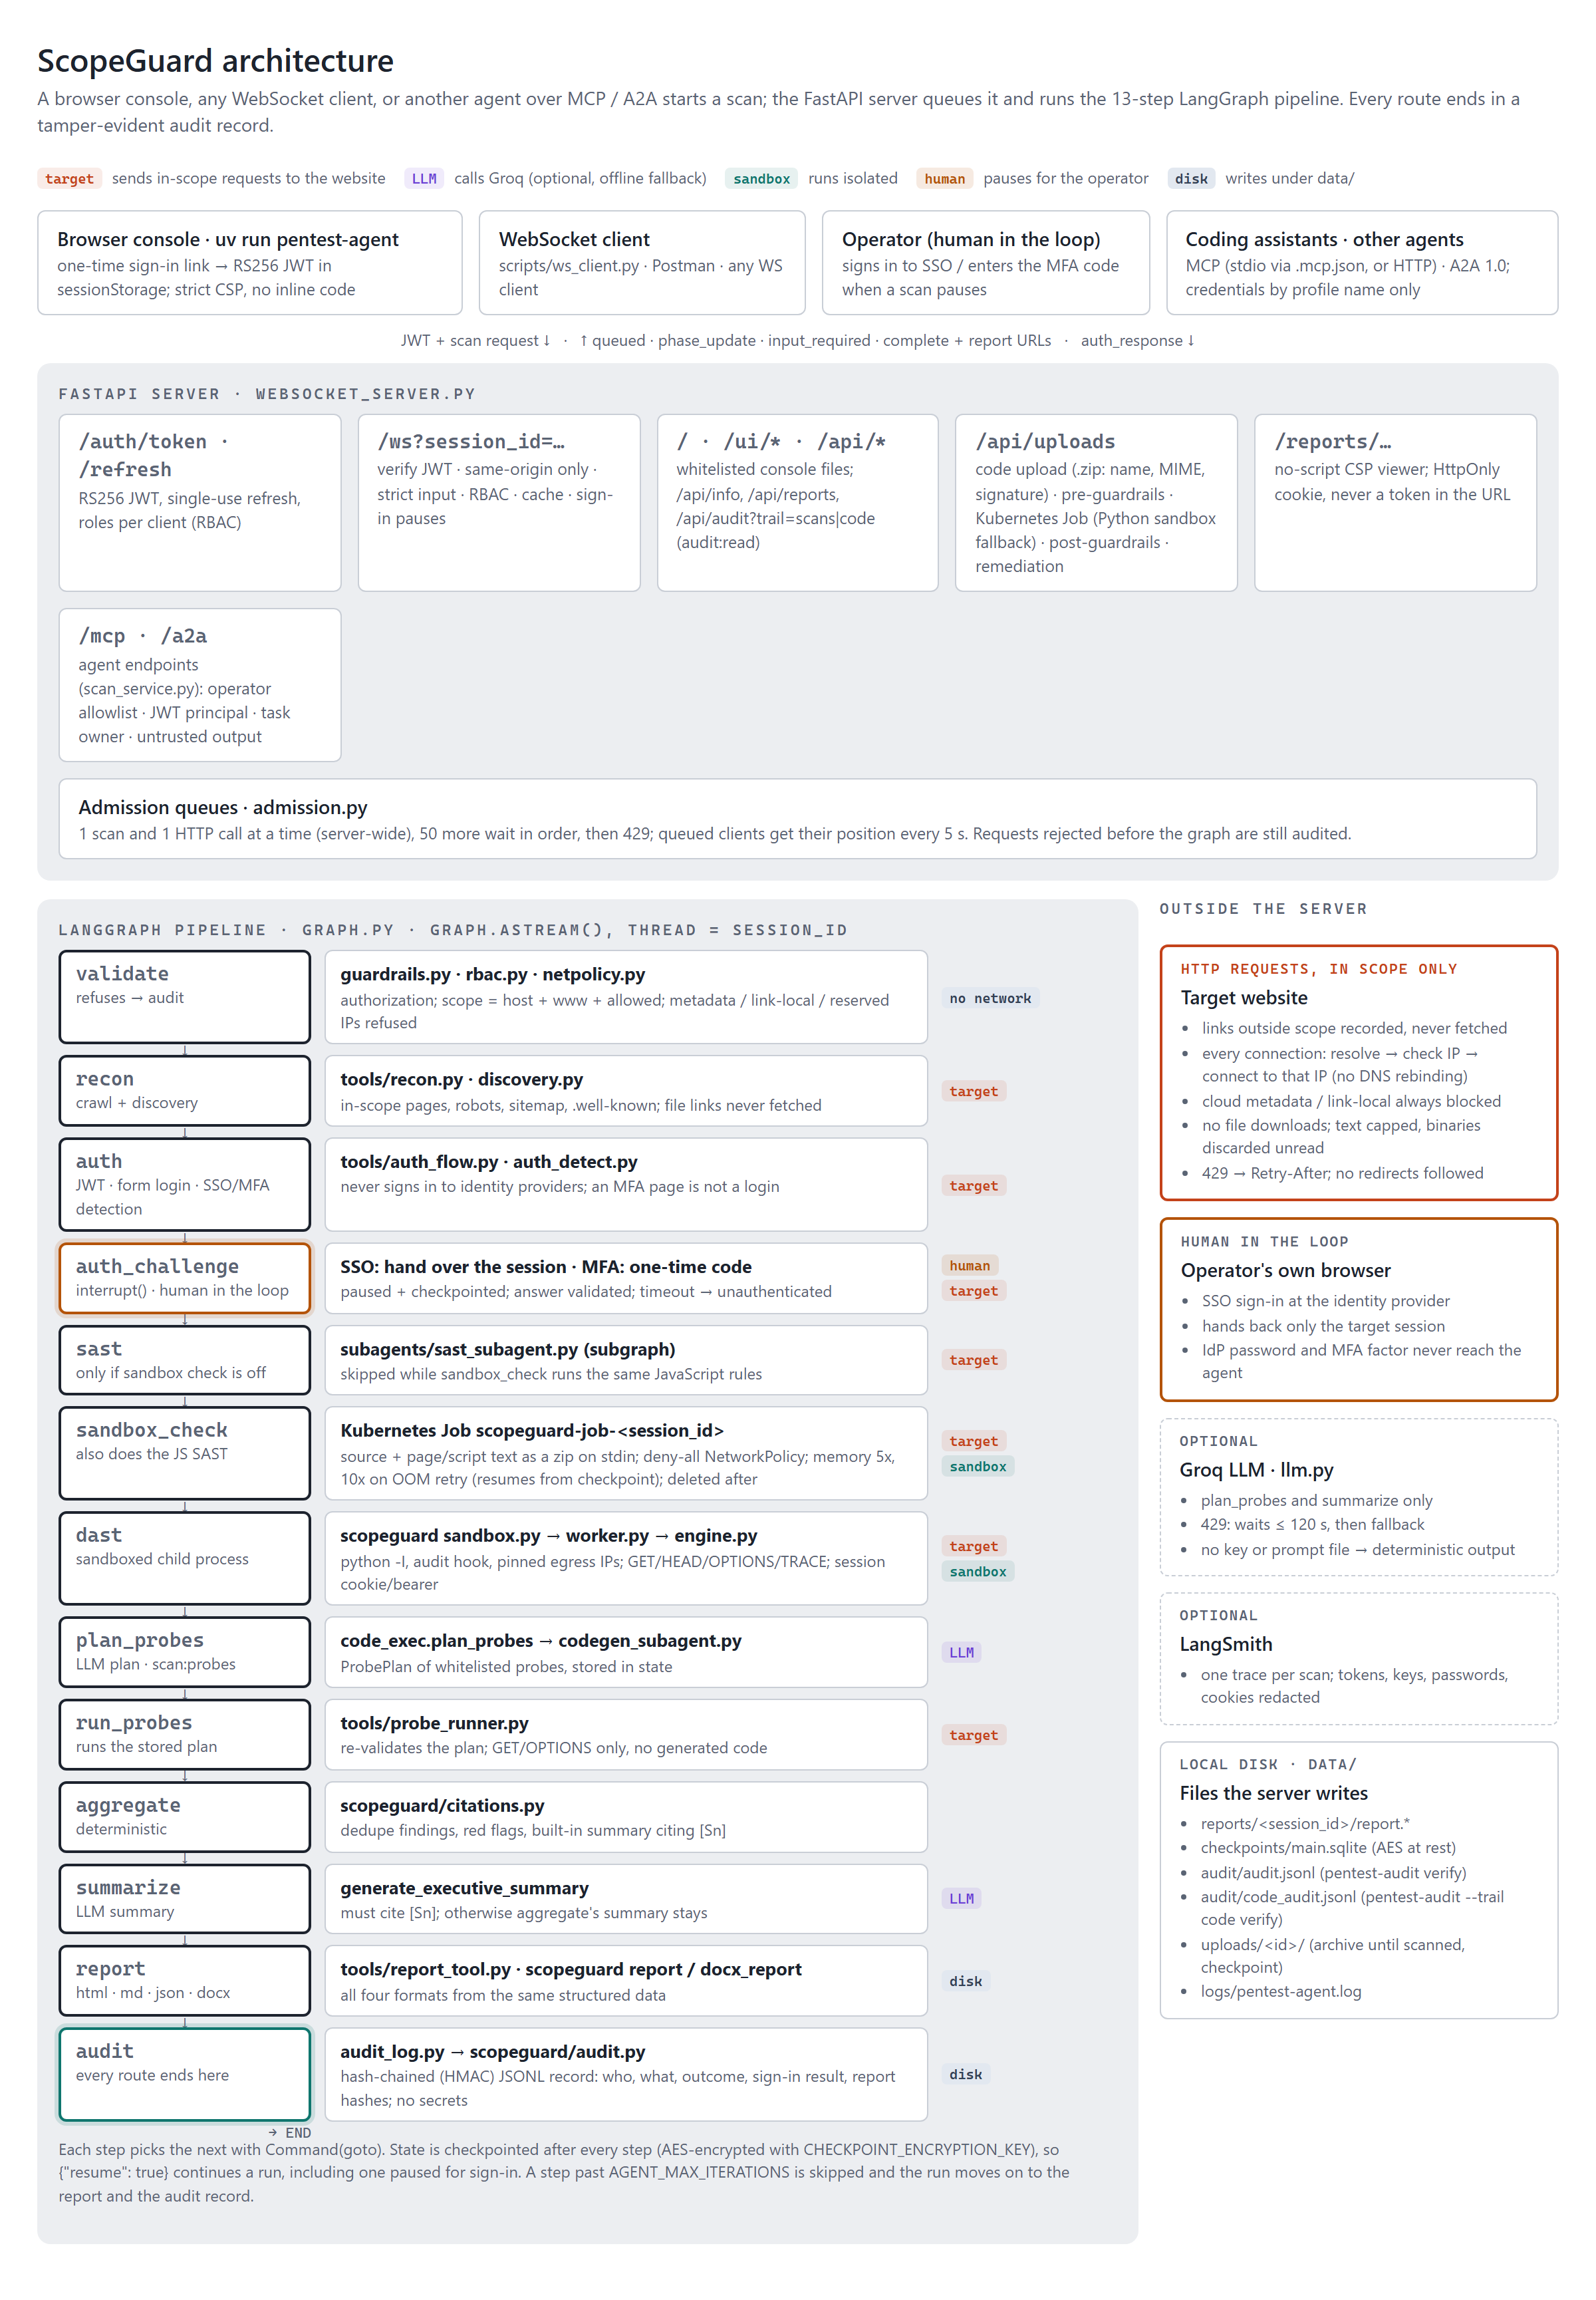 ScopeGuard architecture
A browser console, any WebSocket client, or another agent over MCP / A2A starts a scan; the FastAPI server queues it and runs the 13-step LangGraph pipeline. Every route ends in a
tamper-evident audit record.
target sends in-scope requests to the website LLM calls Groq (optional, offline fallback) sandbox runs isolated human pauses for the operator disk writes under data/
Browser console · uv run pentest-agent
one-time sign-in link → RS256 JWT in
sessionStorage; strict CSP, no inline code
WebSocket client
scripts/ws_client.py · Postman · any WS
client
Operator (human in the loop)
signs in to SSO / enters the MFA code
when a scan pauses
Coding assistants · other agents
MCP (stdio via .mcp.json, or HTTP) · A2A 1.0;
credentials by profile name only
JWT + scan request ↓ · ↑ queued · phase_update · input_required · complete + report URLs · auth_response ↓
FASTAPI SERVER · WEBSOCKET_SERVER.PY
/auth/token ·
/refresh
RS256 JWT, single-use refresh,
roles per client (RBAC)
/ws?session_id=…
verify JWT · same-origin only ·
strict input · RBAC · cache · sign-
in pauses
/ · /ui/* · /api/*
whitelisted console files;
/api/info, /api/reports,
/api/audit?trail=scans|code
(audit:read)
/api/uploads
code upload (.zip: name, MIME,
signature) · pre-guardrails ·
Kubernetes Job (Python sandbox
fallback) · post-guardrails ·
remediation
/reports/…
no-script CSP viewer; HttpOnly
cookie, never a token in the URL
/mcp · /a2a
agent endpoints
(scan_service.py): operator
allowlist · JWT principal · task
owner · untrusted output
Admission queues · admission.py
1 scan and 1 HTTP call at a time (server-wide), 50 more wait in order, then 429; queued clients get their position every 5 s. Requests rejected before the graph are still audited.
LANGGRAPH PIPELINE · GRAPH.PY · GRAPH.ASTREAM(), THREAD = SESSION_ID
validate
refuses → audit
guardrails.py · rbac.py · netpolicy.py
authorization; scope = host + www + allowed; metadata / link-local / reserved
IPs refused
no network
↓
recon
crawl + discovery
tools/recon.py · discovery.py
in-scope pages, robots, sitemap, .well-known; file links never fetched
target
↓
auth
JWT · form login · SSO/MFA
detection
tools/auth_flow.py · auth_detect.py
never signs in to identity providers; an MFA page is not a login
target
↓
auth_challenge
interrupt() · human in the loop
SSO: hand over the session · MFA: one-time code
paused + checkpointed; answer validated; timeout → unauthenticated
human
target
↓
sast
only if sandbox check is off
subagents/sast_subagent.py (subgraph)
skipped while sandbox_check runs the same JavaScript rules
target
↓
sandbox_check
also does the JS SAST
Kubernetes Job scopeguard-job-<session_id>
source + page/script text as a zip on stdin; deny-all NetworkPolicy; memory 5x,
10x on OOM retry (resumes from checkpoint); deleted after
target
sandbox
↓
dast
sandboxed child process
scopeguard sandbox.py → worker.py → engine.py
python -I, audit hook, pinned egress IPs; GET/HEAD/OPTIONS/TRACE; session
cookie/bearer
target
sandbox
↓
plan_probes
LLM plan · scan:probes
code_exec.plan_probes → codegen_subagent.py
ProbePlan of whitelisted probes, stored in state
LLM
↓
run_probes
runs the stored plan
tools/probe_runner.py
re-validates the plan; GET/OPTIONS only, no generated code
target
↓
aggregate
deterministic
scopeguard/citations.py
dedupe findings, red flags, built-in summary citing [Sn]
↓
summarize
LLM summary
generate_executive_summary
must cite [Sn]; otherwise aggregate's summary stays
LLM
↓
report
html · md · json · docx
tools/report_tool.py · scopeguard report / docx_report
all four formats from the same structured data
disk
↓
audit
every route ends here
audit_log.py → scopeguard/audit.py
hash-chained (HMAC) JSONL record: who, what, outcome, sign-in result, report
hashes; no secrets
disk
→ END
Each step picks the next with Command(goto). State is checkpointed after every step (AES-encrypted with CHECKPOINT_ENCRYPTION_KEY), so
{"resume": true} continues a run, including one paused for sign-in. A step past AGENT_MAX_ITERATIONS is skipped and the run moves on to the
report and the audit record.
OUTSIDE THE SERVER
HTTP REQUESTS, IN SCOPE ONLY
Target website
• links outside scope recorded, never fetched
• every connection: resolve → check IP →
connect to that IP (no DNS rebinding)
• cloud metadata / link-local always blocked
• no file downloads; text capped, binaries
discarded unread
• 429 → Retry-After; no redirects followed
HUMAN IN THE LOOP
Operator's own browser
• SSO sign-in at the identity provider
• hands back only the target session
• IdP password and MFA factor never reach the
agent
OPTIONAL
Groq LLM · llm.py
• plan_probes and summarize only
• 429: waits ≤ 120 s, then fallback
• no key or prompt file → deterministic output
OPTIONAL
LangSmith
• one trace per scan; tokens, keys, passwords,
cookies redacted
LOCAL DISK · DATA/
Files the server writes
• reports/<session_id>/report.*
• checkpoints/main.sqlite (AES at rest)
• audit/audit.jsonl (pentest-audit verify)
• audit/code_audit.jsonl (pentest-audit --trail
code verify)
• uploads/<id>/ (archive until scanned,
checkpoint)
• logs/pentest-agent.log